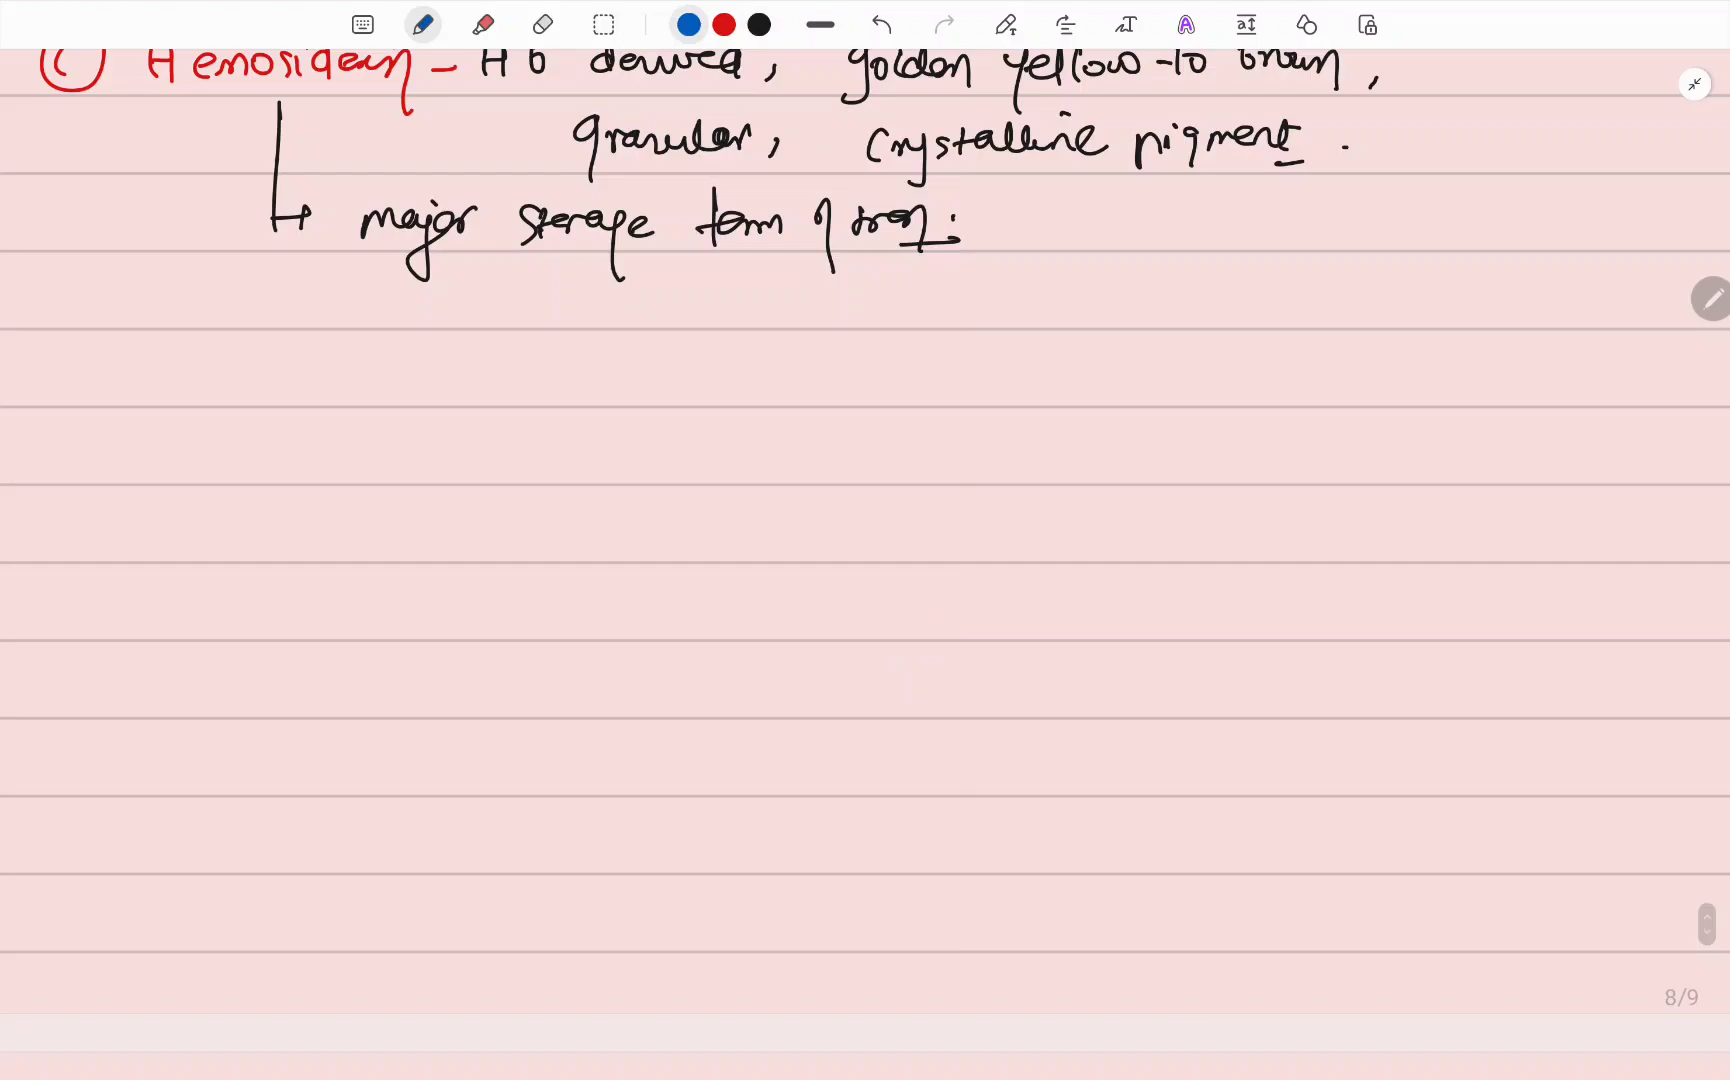 C Hemosiderin - Hb derived, golden yellow-to brown,
granular, crystalline pigment.
↳ major storage form of iron.
8/9